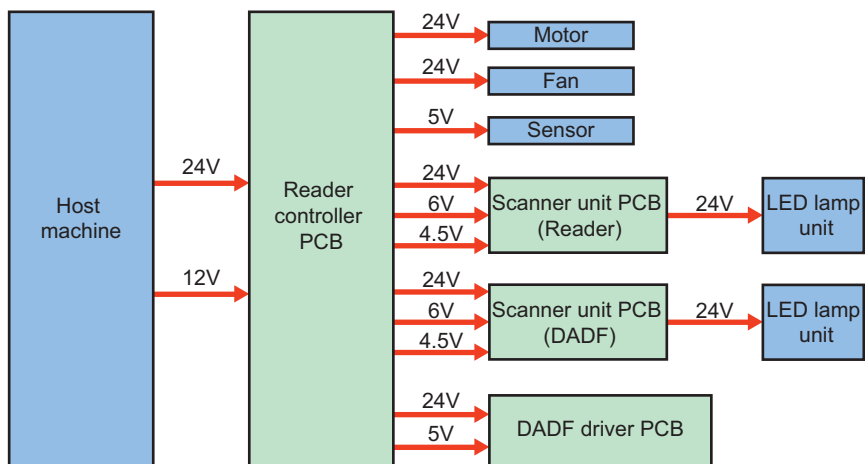 24V
Motor
24V
Fan
5V
Sensor
24V
12V
Host
machine
Reader
controller
PCB
24V
6V
4.5V
Scanner unit PCB
(Reader)
24V
LED lamp
unit
24V
6V
4.5V
Scanner unit PCB
(DADF)
24V
LED lamp
unit
24V
5V
DADF driver PCB